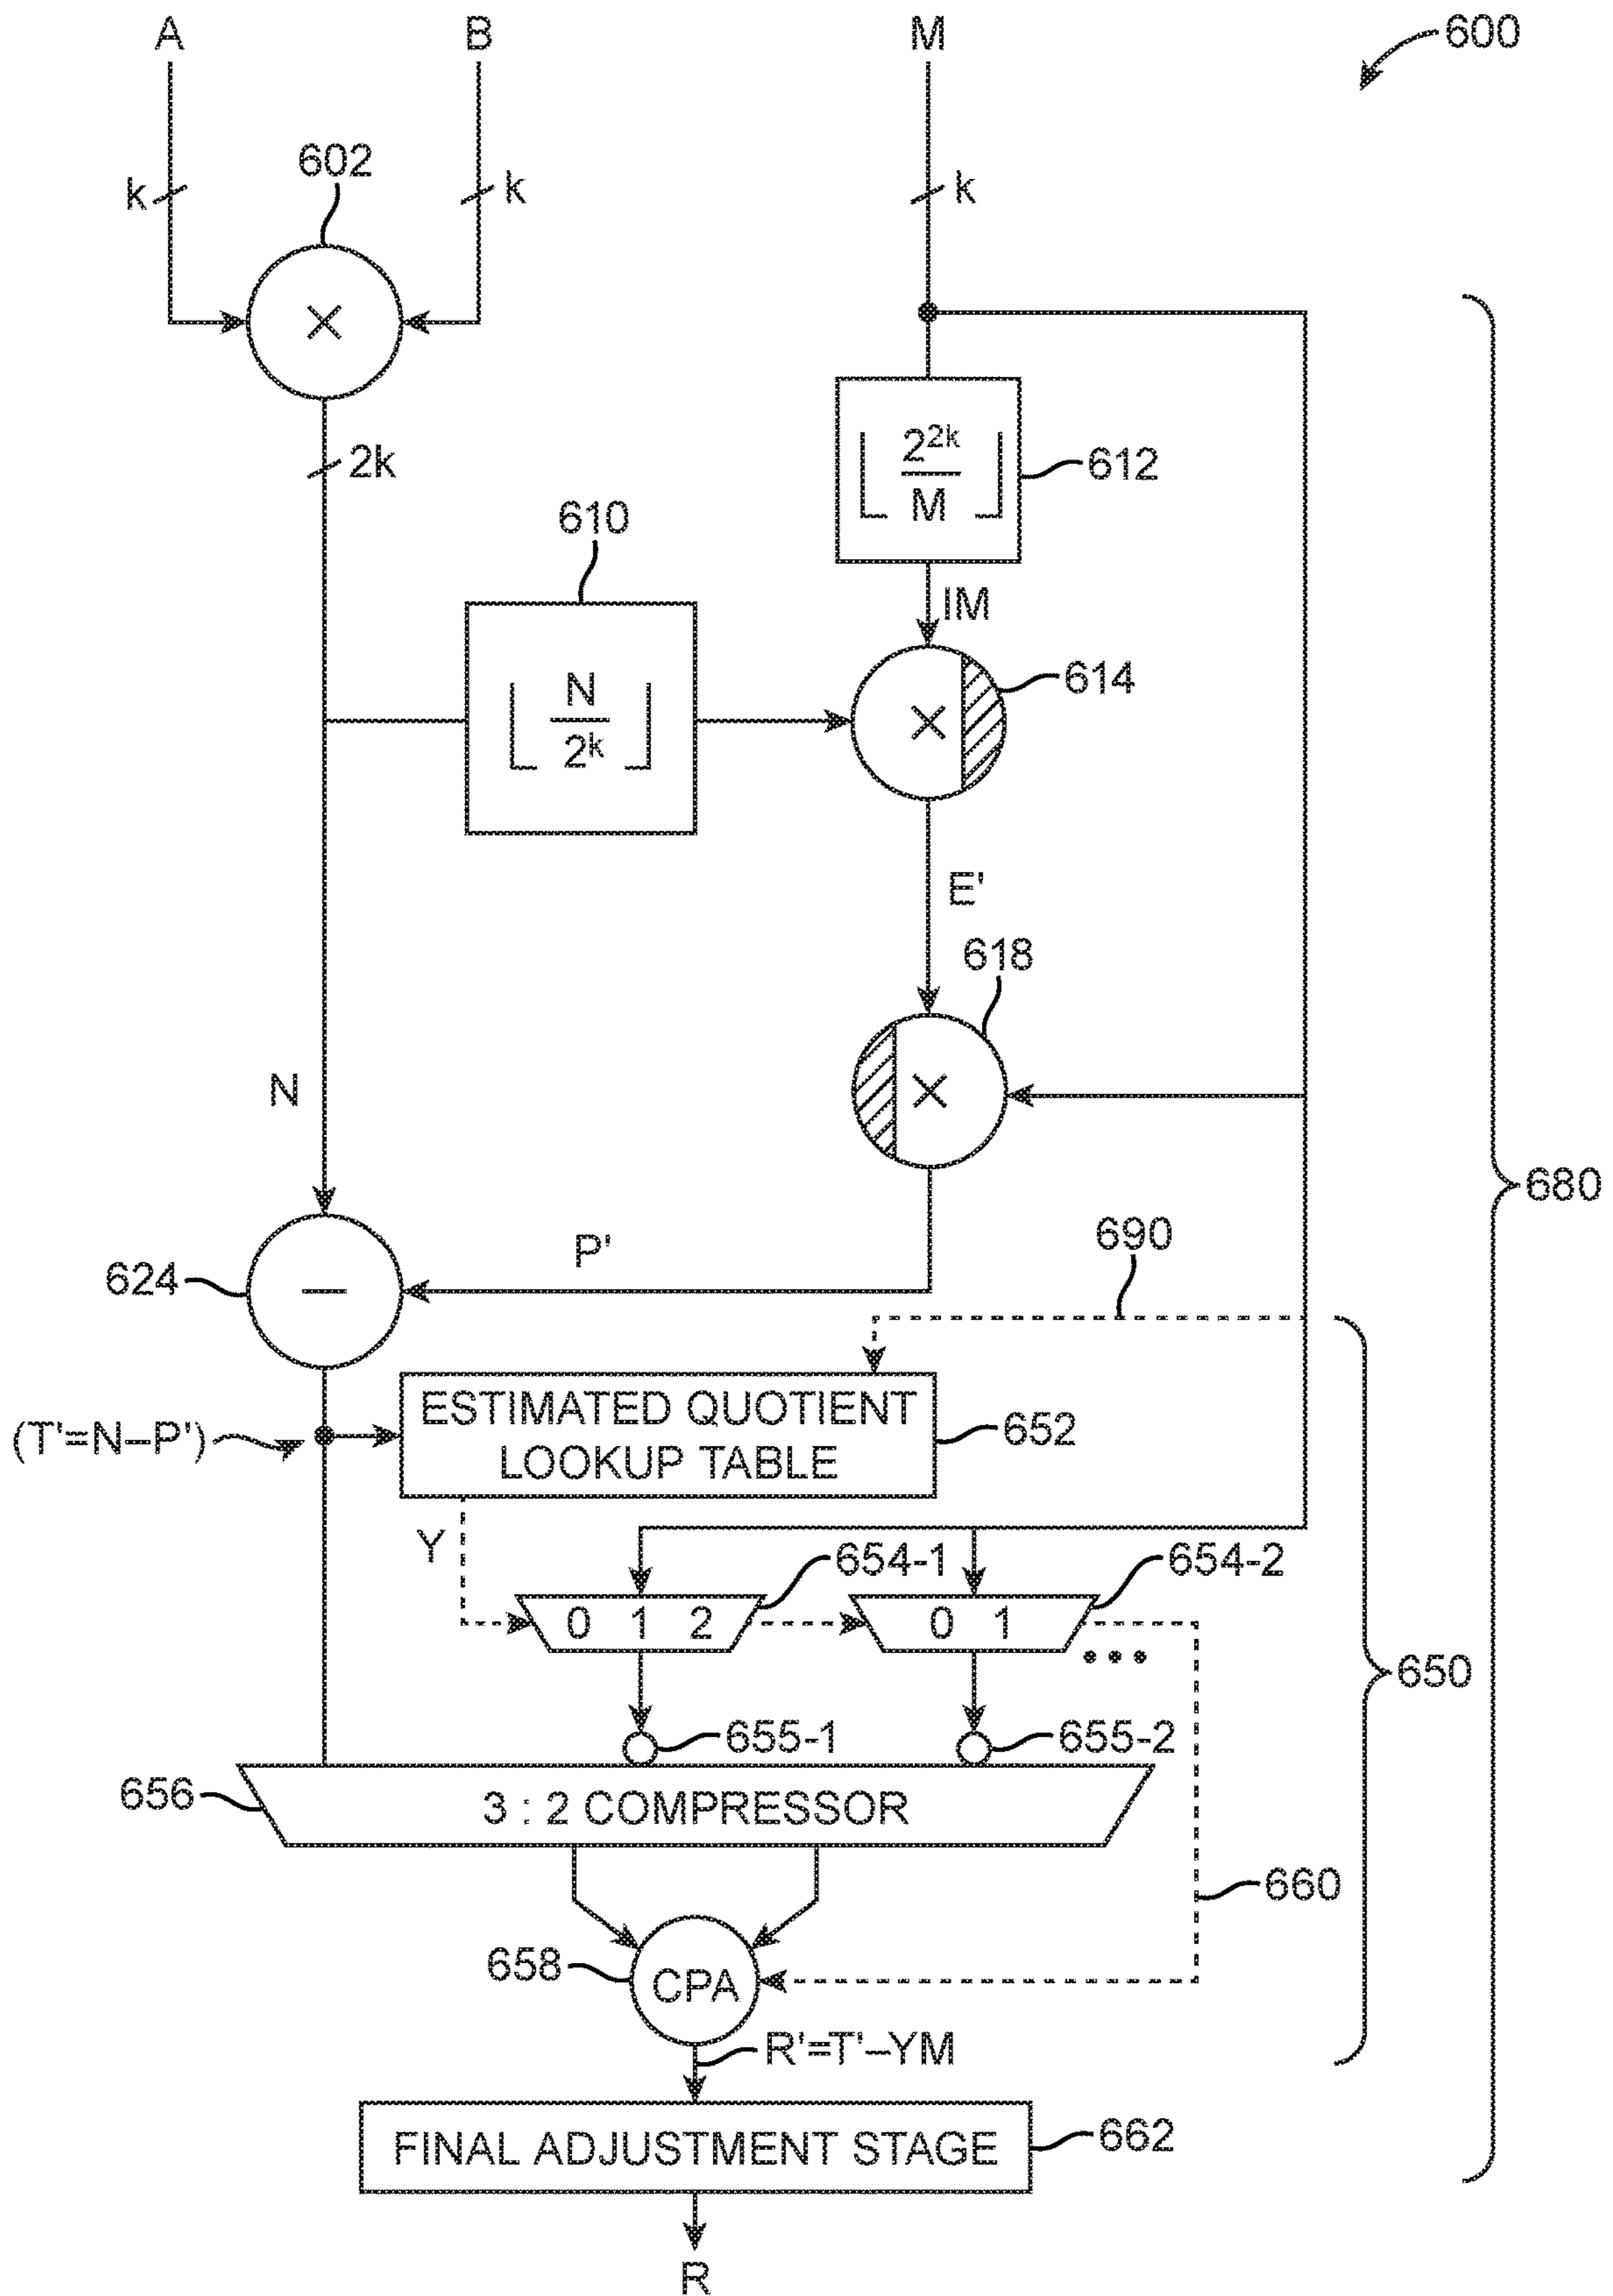 A
B
M
600
602
k
k
k
2k
2^2k
M
612
610
IM
N
2^k
614
E'
618
N
680
690
P'
624
ESTIMATED QUOTIENT
LOOKUP TABLE
652
(T'=N–P')
Y
654-1
654-2
0 1 2
0 1
• • •
650
655-1
655-2
656
3 : 2 COMPRESSOR
660
658
CPA
R'=T'–YM
FINAL ADJUSTMENT STAGE
662
R